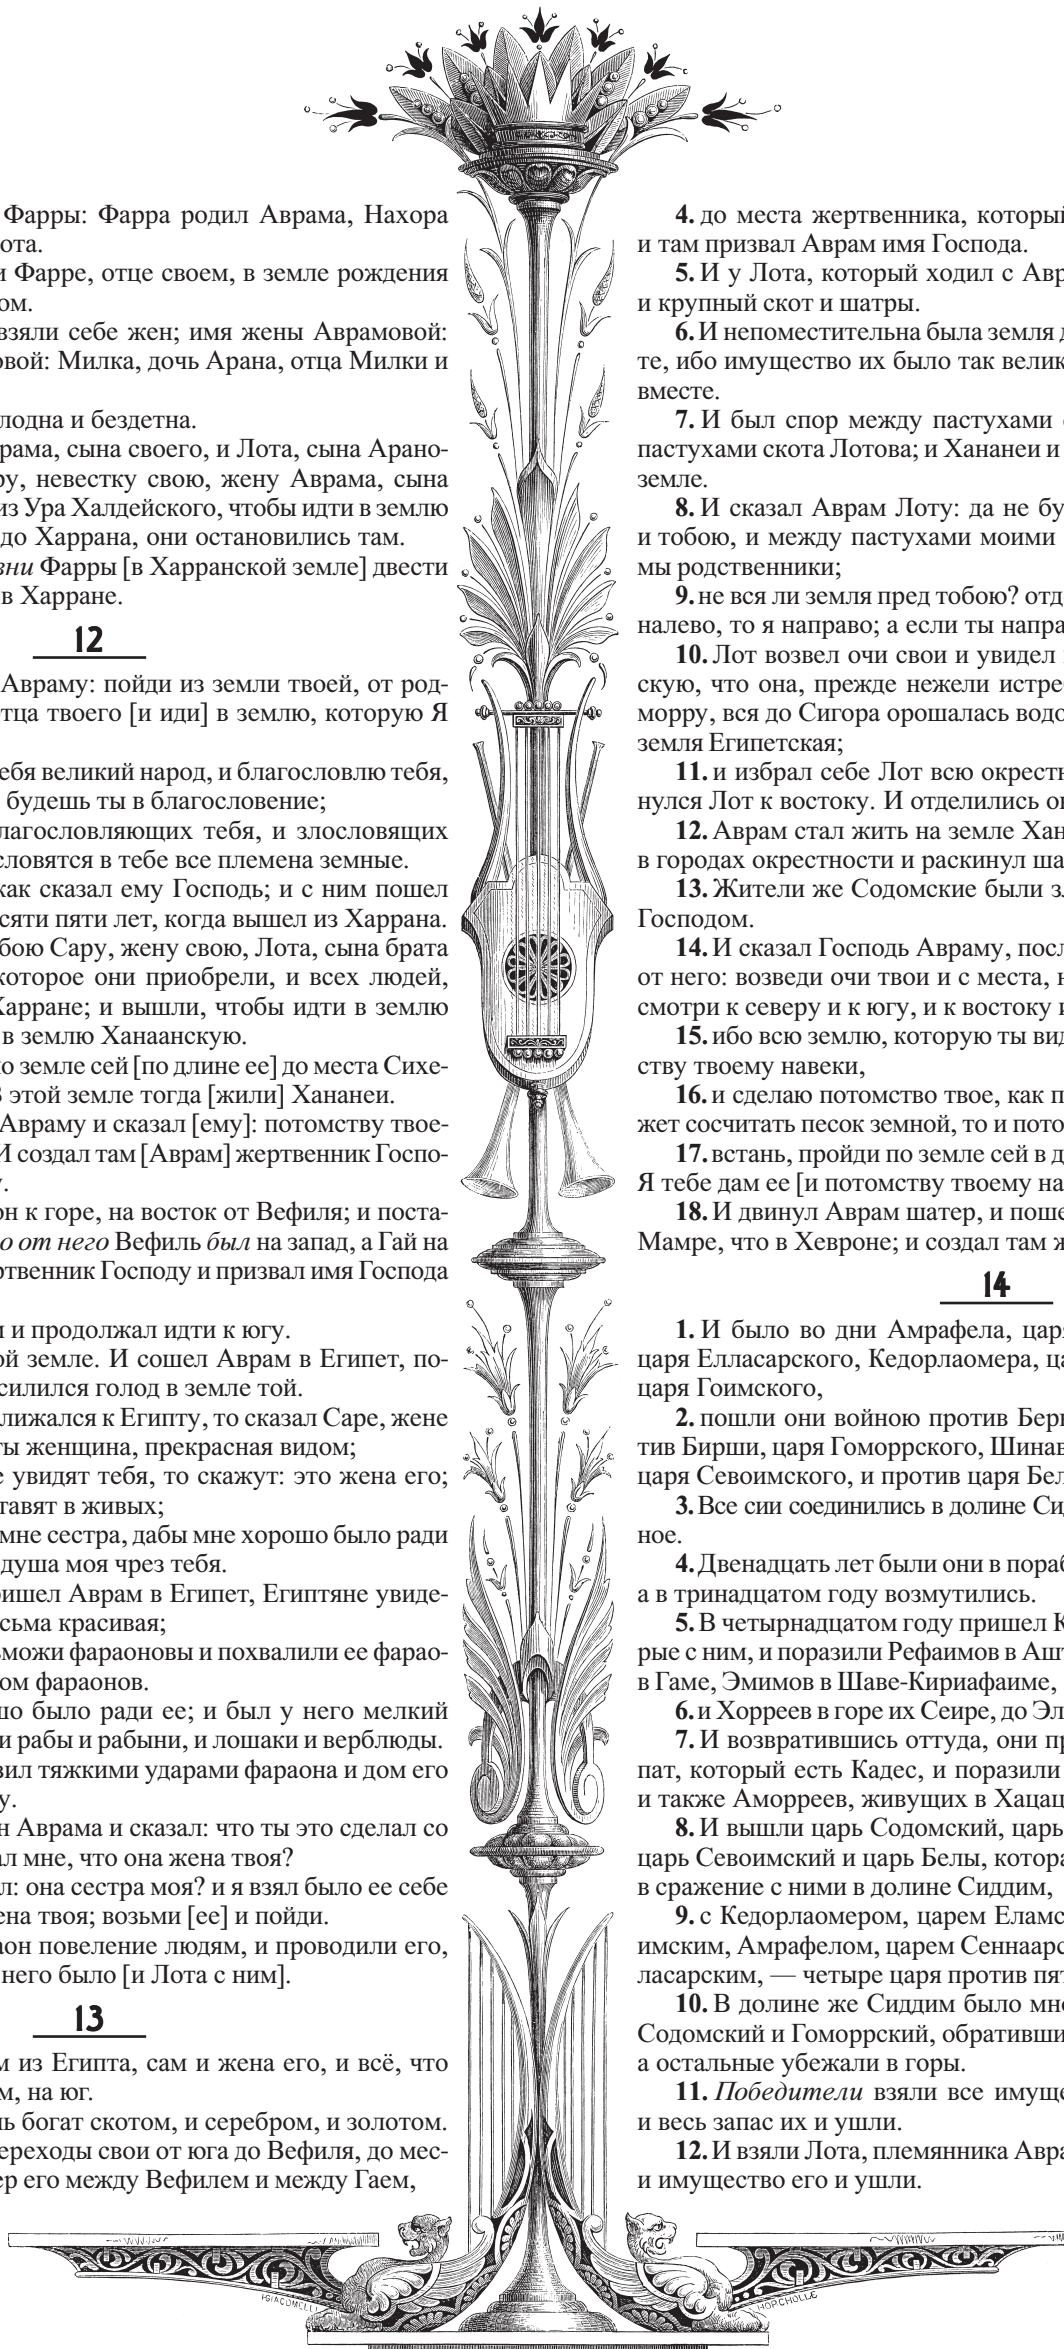 Фарры: Фарра родил Аврама, Нахора
ота.
и Фарре, отце своем, в земле рождения
ом.
взяли себе жен; имя жены Аврамовой:
овой: Милка, дочь Арана, отца Милки и
лодна и бездетна.
рама, сына своего, и Лота, сына Арано-
ру, невестку свою, жену Аврама, сына
из Ура Халдейского, чтобы идти в землю
до Харрана, они остановились там.
зни Фарры [в Харранской земле] двести
в Харране.
12
Авраму: пойди из земли твоей, от род-
тца твоего [и иди] в землю, которую Я
ебя великий народ, и благословлю тебя,
будешь ты в благословение;
лагословляющих тебя, и злословящих
словятся в тебе все племена земные.
как сказал ему Господь; и с ним пошел
сяти пяти лет, когда вышел из Харрана.
бою Сару, жену свою, Лота, сына брата
которое они приобрели, и всех людей,
Харране; и вышли, чтобы идти в землю
в землю Ханаанскую.
о земле сей [по длине ее] до места Сихе-
В этой земле тогда [жили] Хананеи.
Авраму и сказал [ему]: потомству твое-
И создал там [Аврам] жертвенник Госпо-
у.
он к горе, на восток от Вефиля; и поста-
о от него Вефиль был на запад, а Гай на
ртвенник Господу и призвал имя Господа
и и продолжал идти к югу.
ой земле. И сошел Аврам в Египет, по-
силился голод в земле той.
лижался к Египту, то сказал Саре, жене
ты женщина, прекрасная видом;
е увидят тебя, то скажут: это жена его;
тавят в живых;
мне сестра, дабы мне хорошо было ради
душа моя чрез тебя.
ришел Аврам в Египет, Египтяне увиде-
сьма красивая;
ьможи фараоновы и похвалили ее фарао-
ом фараонов.
шо было ради ее; и был у него мелкий
и рабы и рабыни, и лошаки и верблюды.
зил тяжкими ударами фараона и дом его
у.
н Аврама и сказал: что ты это сделал со
ал мне, что она жена твоя?
л: она сестра моя? и я взял было ее себе
ена твоя; возьми [ее] и пойди.
аон повеление людям, и проводили его,
него было [и Лота с ним].
13
м из Египта, сам и жена его, и всё, что
м, на юг.
нь богат скотом, и серебром, и золотом.
ереходы свои от юга до Вефиля, до мес-
ер его между Вефилем и между Гаем,
4. до места жертвенника, который
и там призвал Аврам имя Господа.
5. И у Лота, который ходил с Авр
и крупный скот и шатры.
6. И непоместительна была земля д
те, ибо имущество их было так велик
вместе.
7. И был спор между пастухами
пастухами скота Лотова; и Хананеи и
земле.
8. И сказал Аврам Лоту: да не бу
и тобою, и между пастухами моими
мы родственники;
9. не вся ли земля пред тобою? отд
налево, то я направо; а если ты напра
10. Лот возвел очи свои и увидел
скую, что она, прежде нежели истре
морру, вся до Сигора орошалась водо
земля Египетская;
11. и избрал себе Лот всю окрестн
нулся Лот к востоку. И отделились он
12. Аврам стал жить на земле Хан
в городах окрестности и раскинул ша
13. Жители же Содомские были зл
Господом.
14. И сказал Господь Авраму, посл
от него: возведи очи твои и с места, н
смотри к северу и к югу, и к востоку и
15. ибо всю землю, которую ты вид
ству твоему навеки,
16. и сделаю потомство твое, как п
жет сосчитать песок земной, то и пото
17. встань, пройди по земле сей в д
Я тебе дам ее [и потомству твоему на
18. И двинул Аврам шатер, и поше
Мамре, что в Хевроне; и создал там ж
14
1. И было во дни Амрафела, царя
царя Елласарского, Кедорлаомера, ца
царя Гоимского,
2. пошли они войною против Беры
тив Бирши, царя Гоморрского, Шинав
царя Севоимского, и против царя Бел
3. Все сии соединились в долине Сид
ное.
4. Двенадцать лет были они в пораб
а в тринадцатом году возмутились.
5. В четырнадцатом году пришел К
рые с ним, и поразили Рефаимов в Ашт
в Гаме, Эмимов в Шаве-Кириафаиме,
6. и Хорреев в горе их Сеире, до Эл
7. И возвратившись оттуда, они пр
пат, который есть Кадес, и поразили
и также Аморреев, живущих в Хацац
8. И вышли царь Содомский, царь
царь Севоимский и царь Белы, котора
в сражение с ними в долине Сиддим,
9. с Кедорлаомером, царем Еламс
имским, Амрафелом, царем Сеннаарс
ласарским, — четыре царя против пят
10. В долине же Сиддим было мно
Содомский и Гоморрский, обративши
а остальные убежали в горы.
11. Победители взяли все имуще
и весь запас их и ушли.
12. И взяли Лота, племянника Авра
и имущество его и ушли.